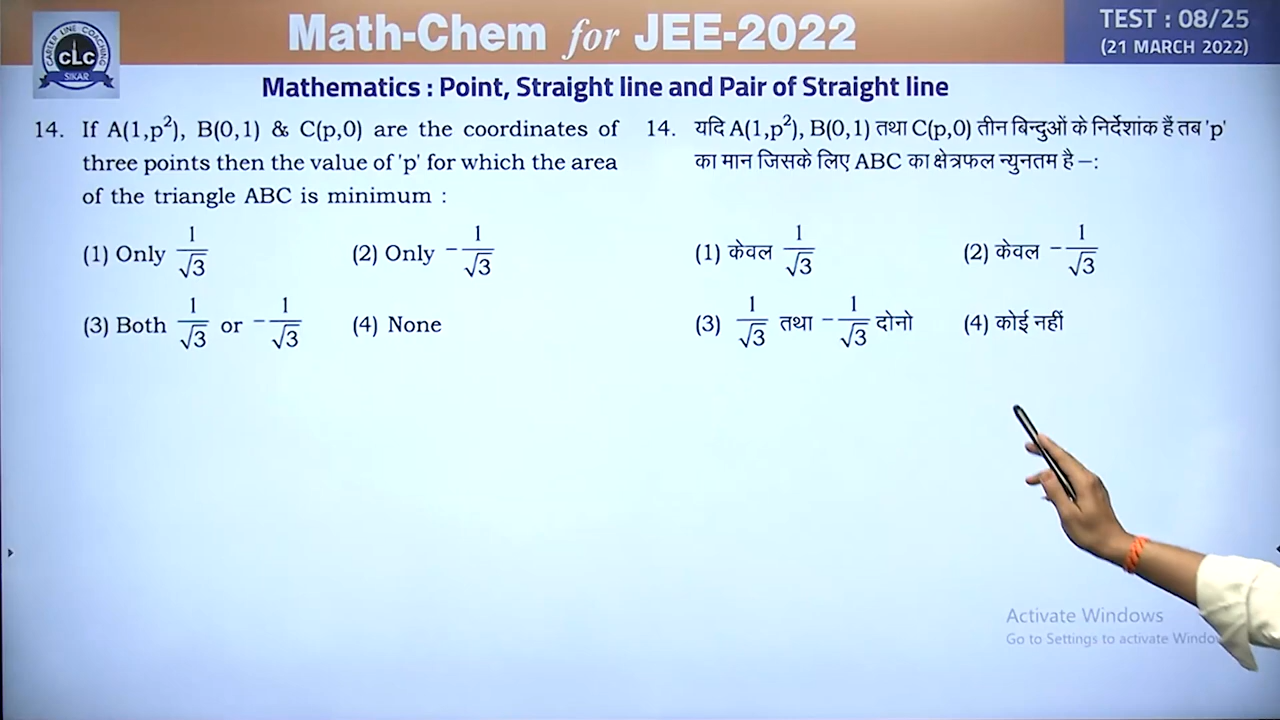 CAREER LINE COACHING
CLC
SIKAR
Math-Chem for JEE-2022
TEST : 08/25
(21 MARCH 2022)
Mathematics : Point, Straight line and Pair of Straight line
14. If A(1,p²), B(0,1) & C(p,0) are the coordinates of
three points then the value of 'p' for which the area
of the triangle ABC is minimum :
(1) Only 1/√3 (2) Only −1/√3
(3) Both 1/√3 or −1/√3 (4) None
14. यदि A(1,p²), B(0,1) तथा C(p,0) तीन बिन्दुओं के निर्देशांक हैं तब 'p'
का मान जिसके लिए ABC का क्षेत्रफल न्युनतम है –:
(1) केवल 1/√3 (2) केवल −1/√3
(3) 1/√3 तथा −1/√3 दोनो (4) कोई नहीं
Activate Windows
Go to Settings to activate